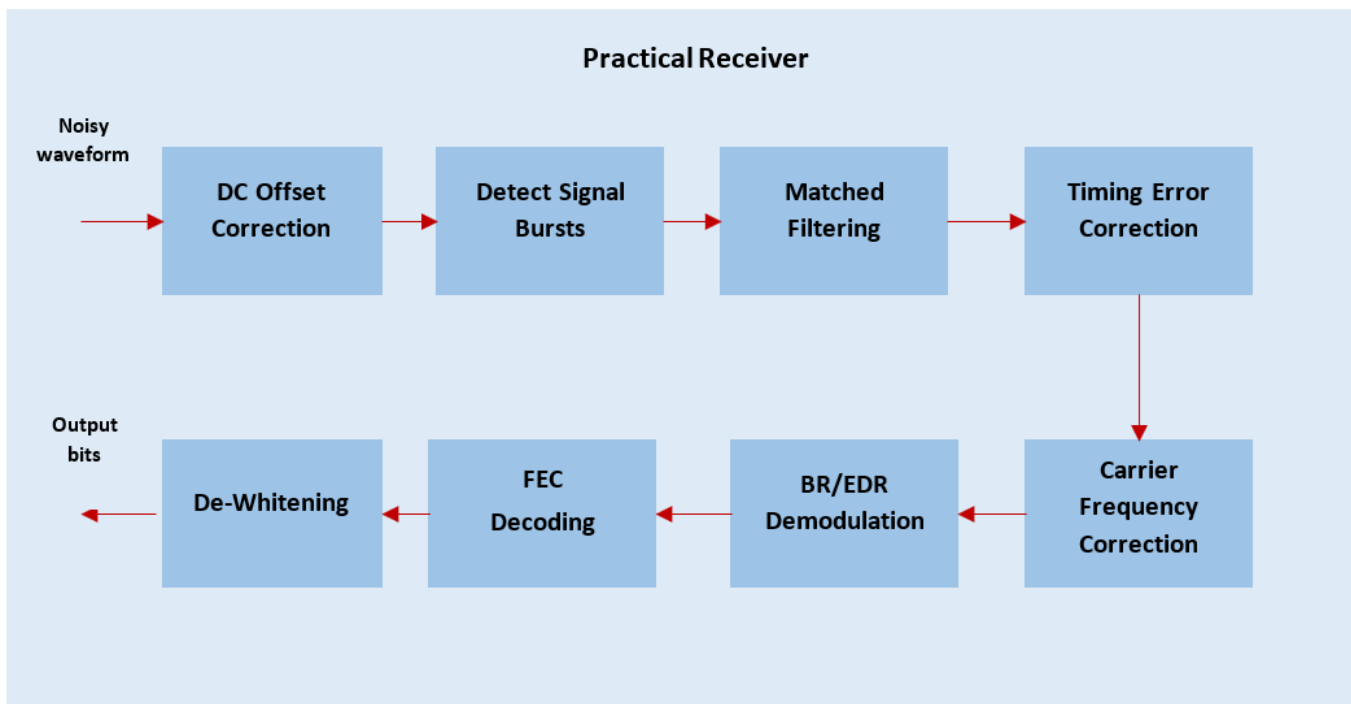 Practical Receiver
Noisy
waveform
DC Offset
Correction
Detect Signal
Bursts
Matched
Filtering
Timing Error
Correction
Output
bits
De-Whitening
FEC
Decoding
BR/EDR
Demodulation
Carrier
Frequency
Correction